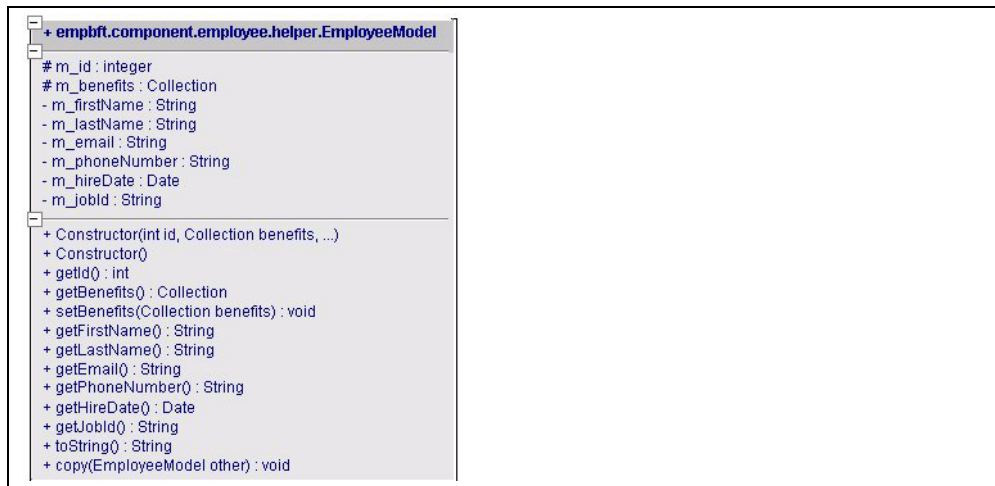 + empbft.component.employee.helper.EmployeeModel
# m_id : integer
# m_benefits : Collection
- m_firstName : String
- m_lastName : String
- m_email : String
- m_phoneNumber : String
- m_hireDate : Date
- m_jobId : String
+ Constructor(int id, Collection benefits, ...)
+ Constructor()
+ getId() : int
+ getBenefits() : Collection
+ setBenefits(Collection benefits) : void
+ getFirstName() : String
+ getLastName() : String
+ getEmail() : String
+ getPhoneNumber() : String
+ getHireDate() : Date
+ getJobId() : String
+ toString() : String
+ copy(EmployeeModel other) : void